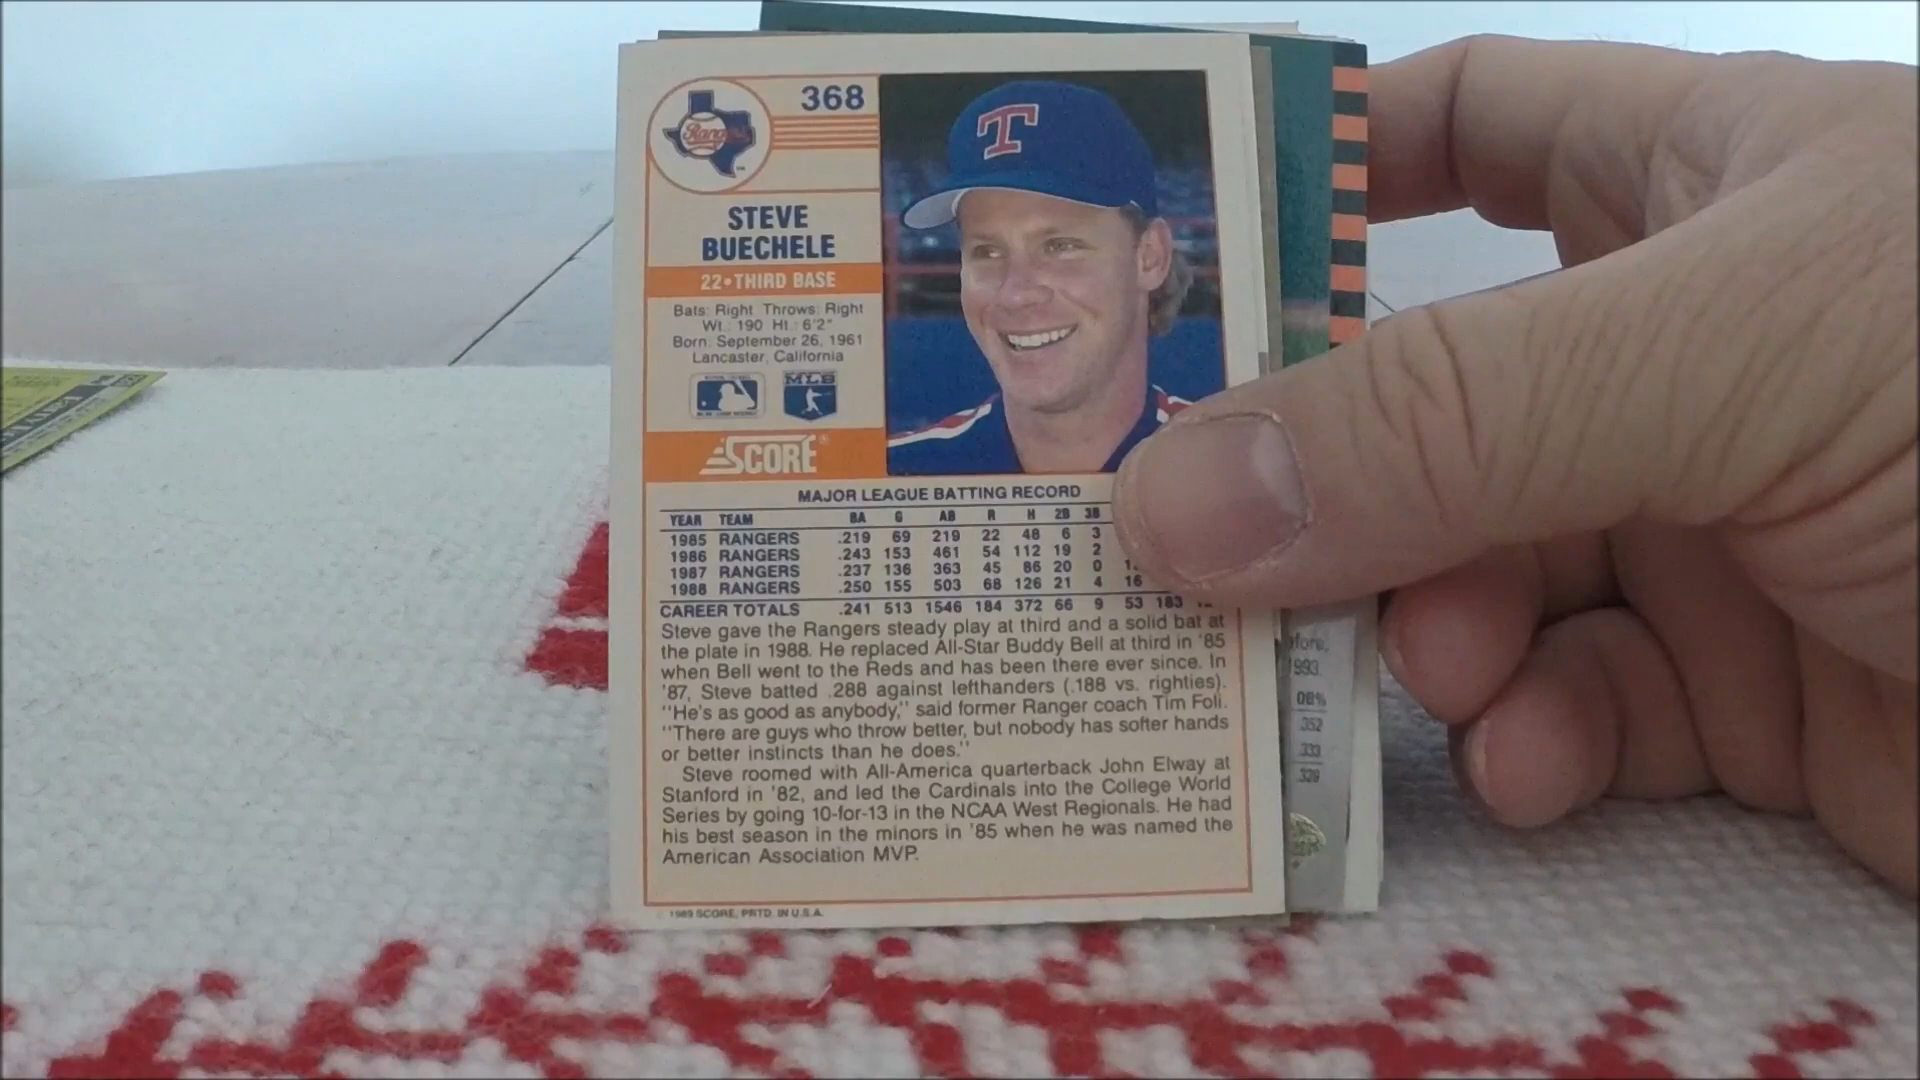 368
Rangers
STEVE
BUECHELE
22•THIRD BASE
Bats: Right Throws: Right
Wt.: 190 Ht.: 6'2"
Born: September 26, 1961
Lancaster, California
MLB
SCORE®
MAJOR LEAGUE BATTING RECORD
YEAR TEAM BA G AB R H 2B 3B
1985 RANGERS .219 69 219 22 48 6 3
1986 RANGERS .243 153 461 54 112 19 2
1987 RANGERS .237 136 363 45 86 20 0
1988 RANGERS .250 155 503 68 126 21 4 16
CAREER TOTALS .241 513 1546 184 372 66 9 53 183
Steve gave the Rangers steady play at third and a solid bat at
the plate in 1988. He replaced All-Star Buddy Bell at third in '85
when Bell went to the Reds and has been there ever since. In
'87, Steve batted .288 against lefthanders (.188 vs. righties).
"He's as good as anybody," said former Ranger coach Tim Foli.
"There are guys who throw better, but nobody has softer hands
or better instincts than he does."
Steve roomed with All-America quarterback John Elway at
Stanford in '82, and led the Cardinals into the College World
Series by going 10-for-13 in the NCAA West Regionals. He had
his best season in the minors in '85 when he was named the
American Association MVP.
© 1989 SCORE, PRTD. IN U.S.A.
1993.
OB%
.352
.333
.329